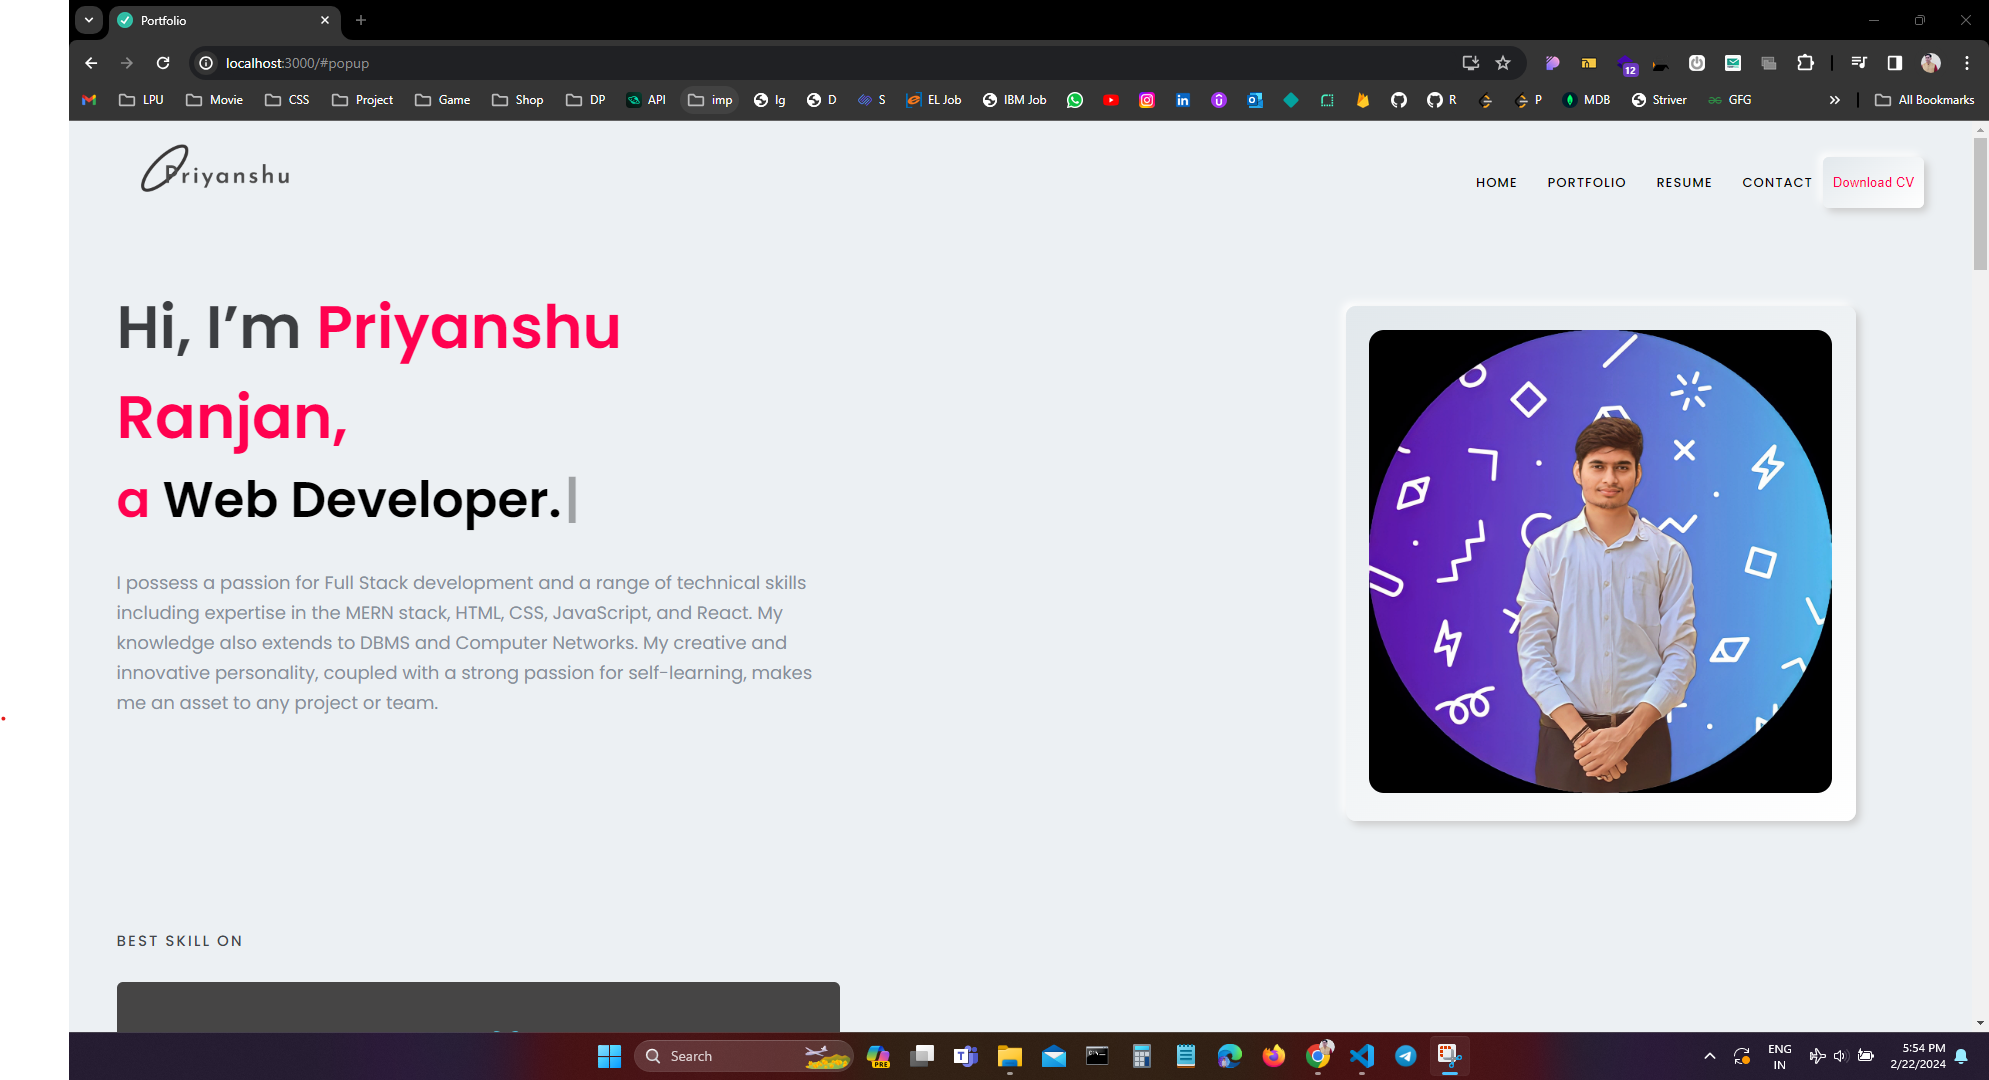 Portfolio
localhost:3000/#popup
12
LPU Movie CSS Project Game Shop DP API imp Ig D S EL Job IBM Job R P MDB Striver GFG All Bookmarks
Priyanshu
HOME PORTFOLIO RESUME CONTACT Download CV
Hi, I’m Priyanshu
Ranjan,
a Web Developer.
I possess a passion for Full Stack development and a range of technical skills
including expertise in the MERN stack, HTML, CSS, JavaScript, and React. My
knowledge also extends to DBMS and Computer Networks. My creative and
innovative personality, coupled with a strong passion for self-learning, makes
me an asset to any project or team.
BEST SKILL ON
Search
PRE
ENG
IN
5:54 PM
2/22/2024